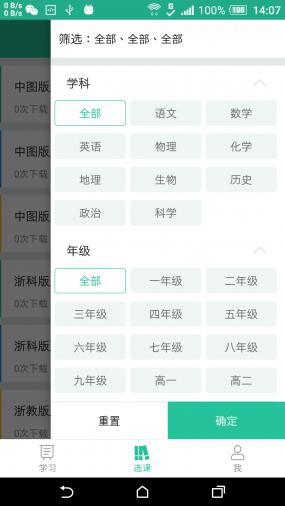 0 B/s
0 B/s
100%
100
14:07
筛选：全部、全部、全部
中图版
0次下载
中图版
0次下载
中图版
0次下载
浙科版
0次下载
浙科版
0次下载
浙教版
0次下载
学科
全部 语文 数学
英语 物理 化学
地理 生物 历史
政治 科学
年级
全部 一年级 二年级
三年级 四年级 五年级
六年级 七年级 八年级
九年级 高一 高二
重置 确定
学习 选课 我